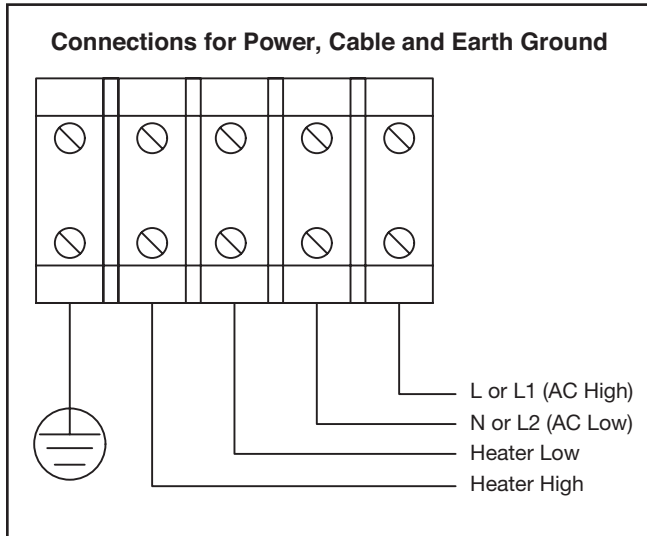 Connections for Power, Cable and Earth Ground
L or L1 (AC High)
N or L2 (AC Low)
Heater Low
Heater High